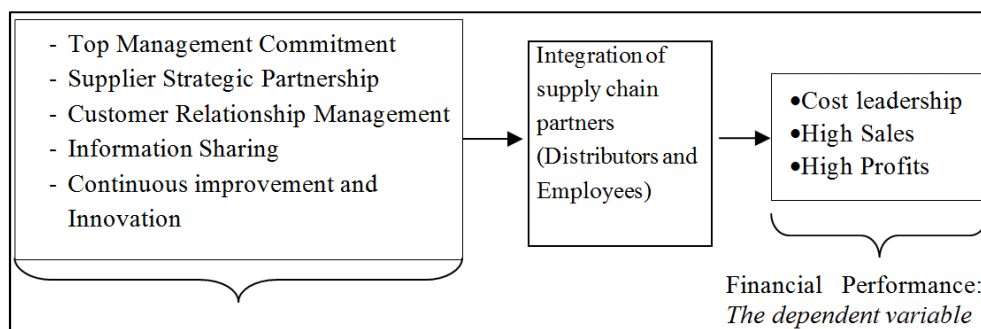 - Top Management Commitment
- Supplier Strategic Partnership
- Customer Relationship Management
- Information Sharing
- Continuous improvement and
Innovation
Integration of
supply chain
partners
(Distributors and
Employees)
•Cost leadership
•High Sales
•High Profits
Financial Performance:
The dependent variable